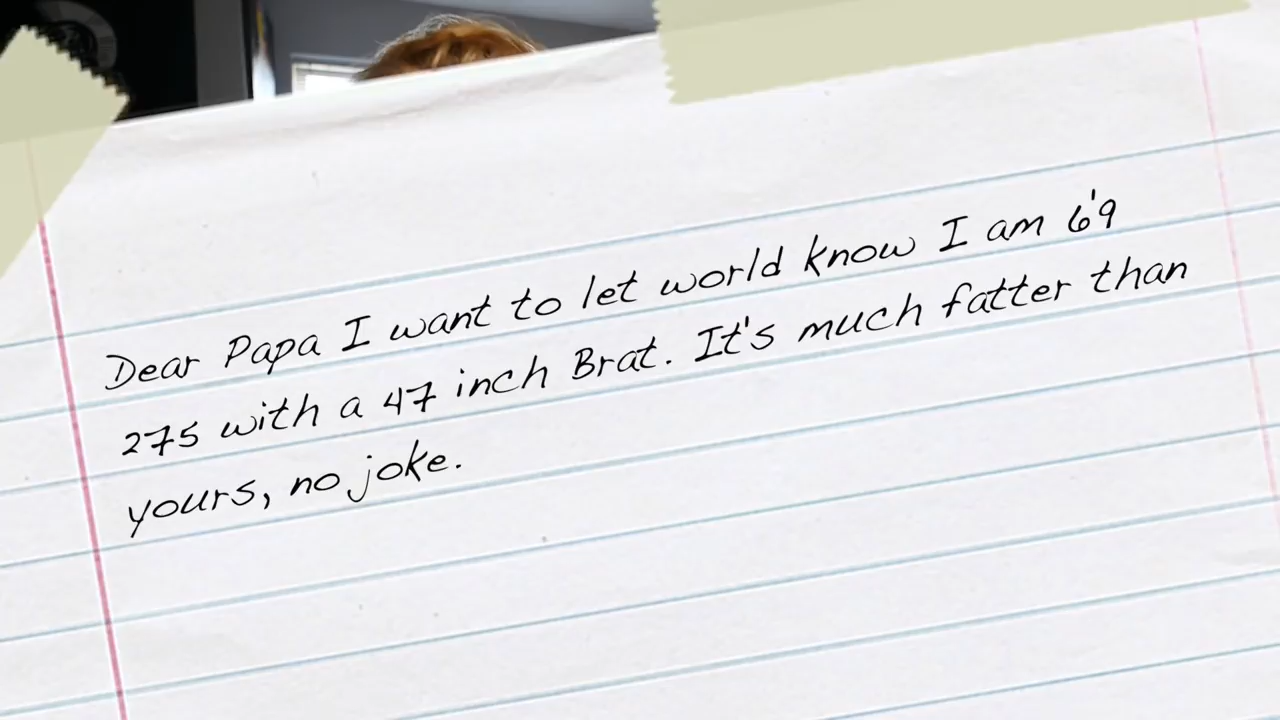 Dear Papa I want to let world know I am 6'9
275 with a 47 inch Brat. It's much fatter than
yours, no joke.